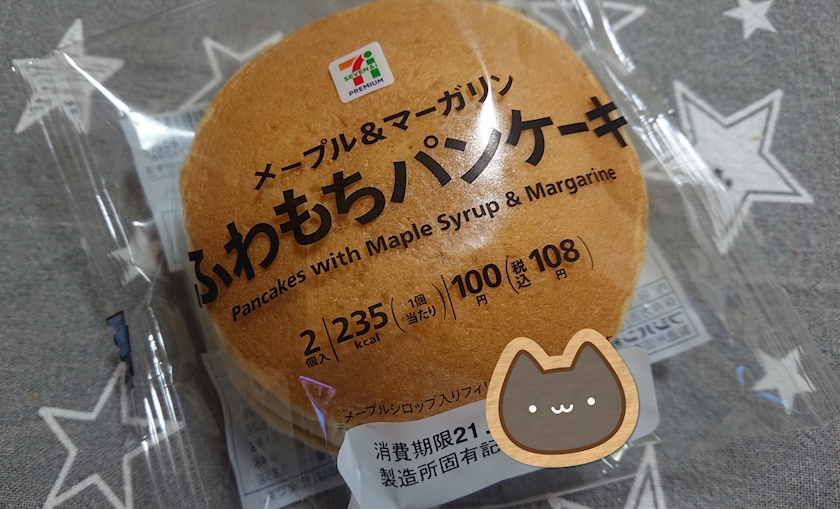 SEVEN&i
PREMIUM
メープル&マーガリン
ふわもちパンケーキ
Pancakes with Maple Syrup & Margarine
2個入 235kcal (1個当たり) 100円 (税込108円)
※メープルシロップ入りフィリ
消費期限21.
製造所固有記